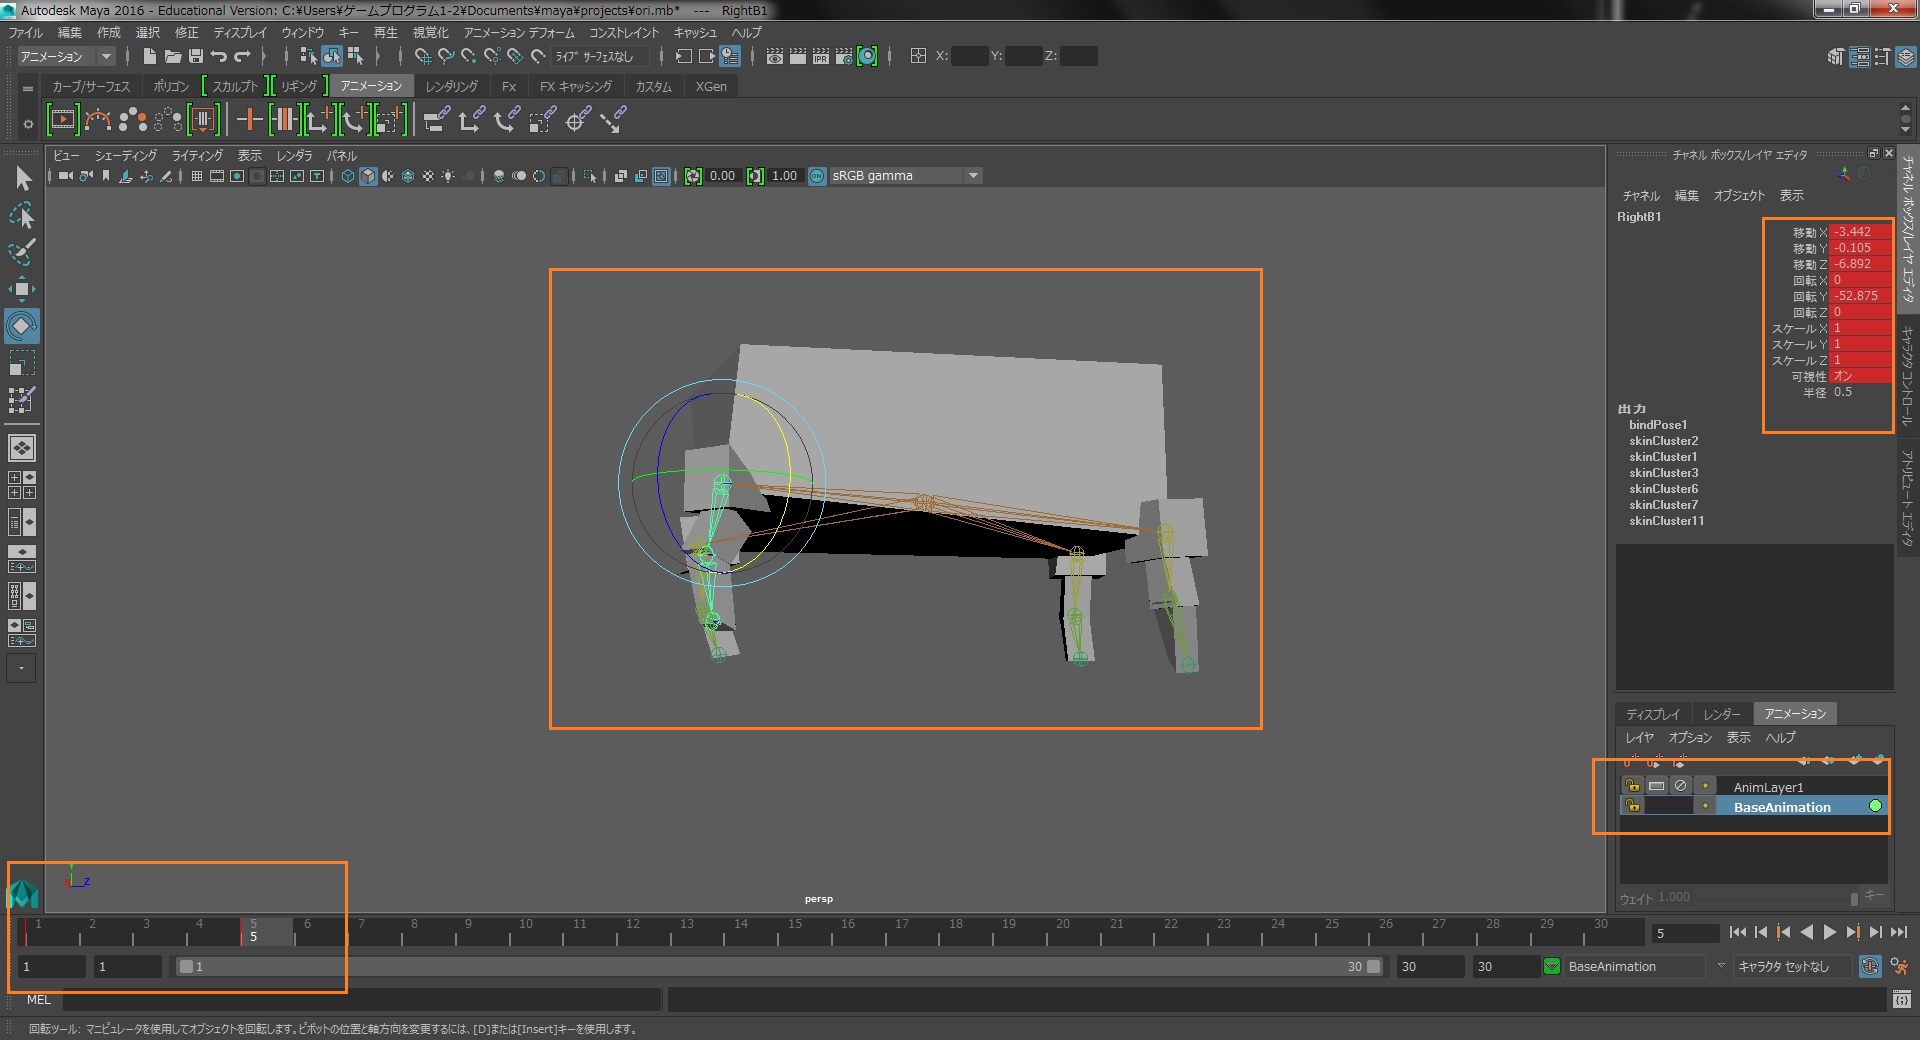 Autodesk Maya 2016 - Educational Version: C:¥Users¥ゲームプログラム1-2¥Documents¥maya¥projects¥ori.mb* --- RightB1
ファイル 編集 作成 選択 修正 ディスプレイ ウィンドウ キー 再生 視覚化 アニメーション デフォーム コンストレイント キャッシュ ヘルプ
アニメーション ライブ サーフェスなし X: Y: Z:
カーブ/サーフェス ポリゴン スカルプト リギング アニメーション レンダリング Fx FX キャッシング カスタム XGen
ビュー シェーディング ライティング 表示 レンダラ パネル
0.00 1.00 ON sRGB gamma
IPR
チャネル ボックス/レイヤ エディタ
チャネル 編集 オブジェクト 表示
RightB1
移動 X -3.442
移動 Y -0.105
移動 Z -6.892
回転 X 0
回転 Y -52.875
回転 Z 0
スケール X 1
スケール Y 1
スケール Z 1
可視性 オン
半径 0.5
出力
bindPose1
skinCluster2
skinCluster1
skinCluster3
skinCluster6
skinCluster7
skinCluster11
チャネル ボックス/レイヤ エディタ
キャラクタ コントロール
アトリビュート エディタ
ディスプレイ レンダー アニメーション
レイヤ オプション 表示 ヘルプ
AnimLayer1
BaseAnimation
ウェイト 1.000 キー
Y
X Z
persp
1 2 3 4 5 6 7 8 9 10 11 12 13 14 15 16 17 18 19 20 21 22 23 24 25 26 27 28 29 30
5
5
1 1 1 30 30 30 BaseAnimation キャラクタ セットなし
MEL
回転ツール: マニピュレータを使用してオブジェクトを回転します。ピボットの位置と軸方向を変更するには、[D]または[Insert]キーを使用します。